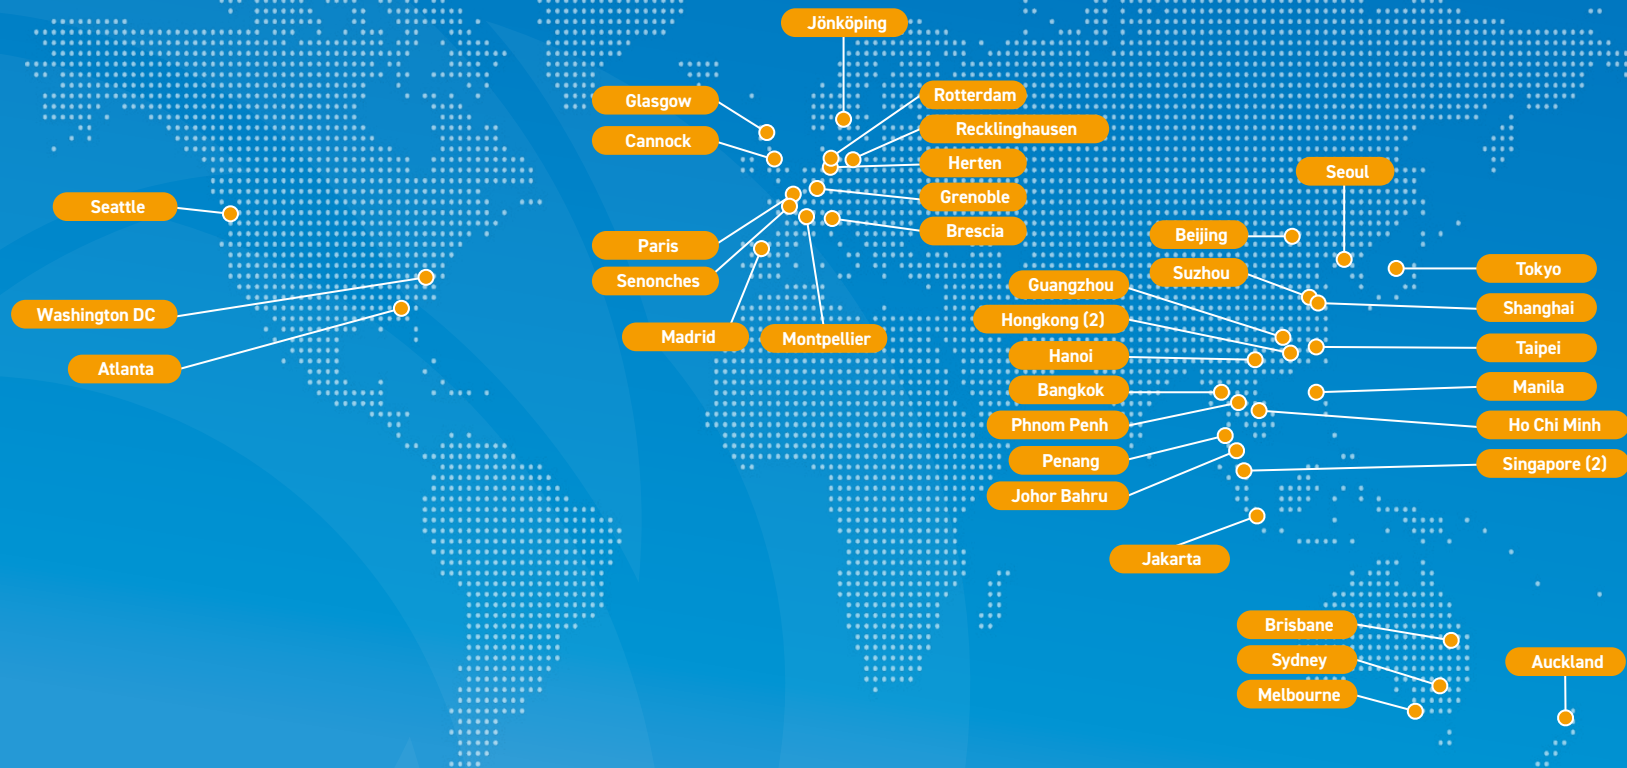 Jönköping
Glasgow
Rotterdam
Recklinghausen
Cannock
Herten
Seoul
Seattle
Grenoble
Paris
Brescia
Beijing
Senonches
Suzhou
Tokyo
Guangzhou
Washington DC
Hongkong (2)
Shanghai
Madrid
Montpellier
Hanoi
Taipei
Atlanta
Bangkok
Manila
Phnom Penh
Ho Chi Minh
Penang
Singapore (2)
Johor Bahru
Jakarta
Brisbane
Sydney
Auckland
Melbourne